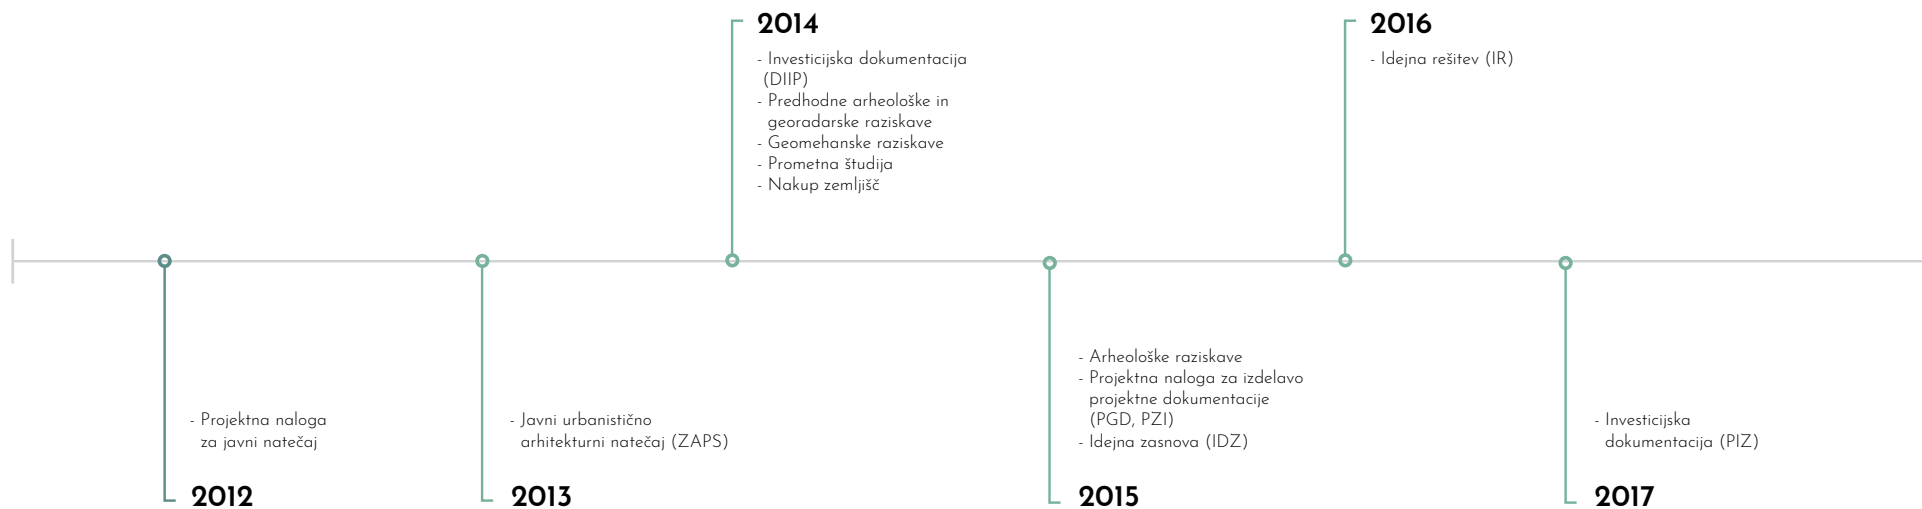 2014
- Investicijska dokumentacija
(DIIP)
- Predhodne arheološke in
georadarske raziskave
- Geomehanske raziskave
- Prometna študija
- Nakup zemljišč
2016
- Idejna rešitev (IR)
- Projektna naloga
za javni natečaj
2012
- Javni urbanistično
arhitekturni natečaj (ZAPS)
2013
- Arheološke raziskave
- Projektna naloga za izdelavo
projektne dokumentacije
(PGD, PZI)
- Idejna zasnova (IDZ)
2015
- Investicijska
dokumentacija (PIZ)
2017